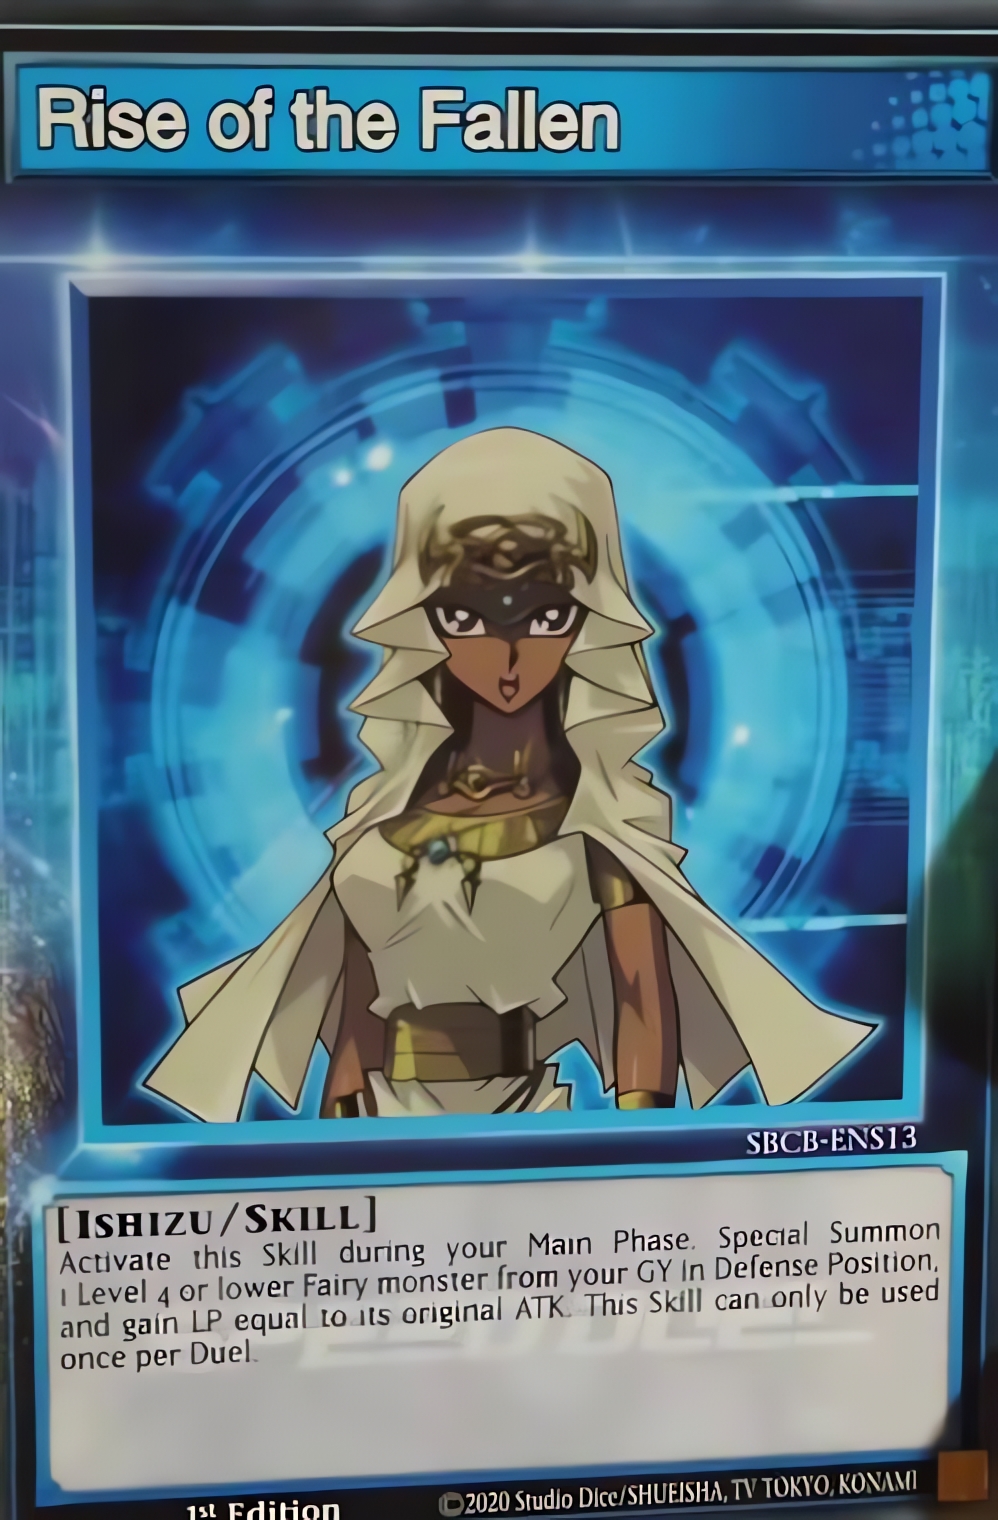 Rise of the Fallen
SBCB-ENS13
[ISHIZU/SKILL]
Activate this Skill during your Main Phase. Special Summon
1 Level 4 or lower Fairy monster from your GY in Defense Position,
and gain LP equal to its original ATK. This Skill can only be used
once per Duel.
1st Edition
©2020 Studio Dice/SHUEISHA, TV TOKYO, KONAMI